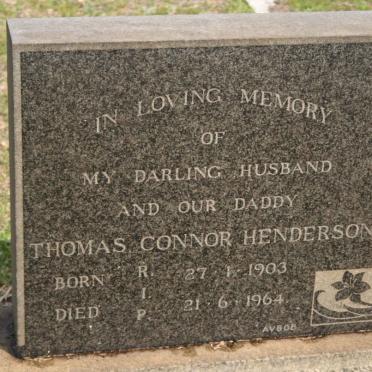 IN LOVING MEMORY
OF
MY DARLING HUSBAND
AND OUR DADDY
THOMAS CONNOR HENDERSON
BORN R. 27·1·1903
I.
DIED P. 21·6·1964.
AVBOB